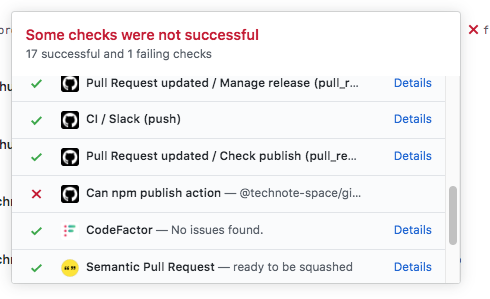 Some checks were not successful
17 successful and 1 failing checks
Pull Request updated / Manage release (pull_r... Details
CI / Slack (push) Details
Pull Request updated / Check publish (pull_re... Details
Can npm publish action — @technote-space/gi... Details
CodeFactor — No issues found. Details
Semantic Pull Request — ready to be squashed Details